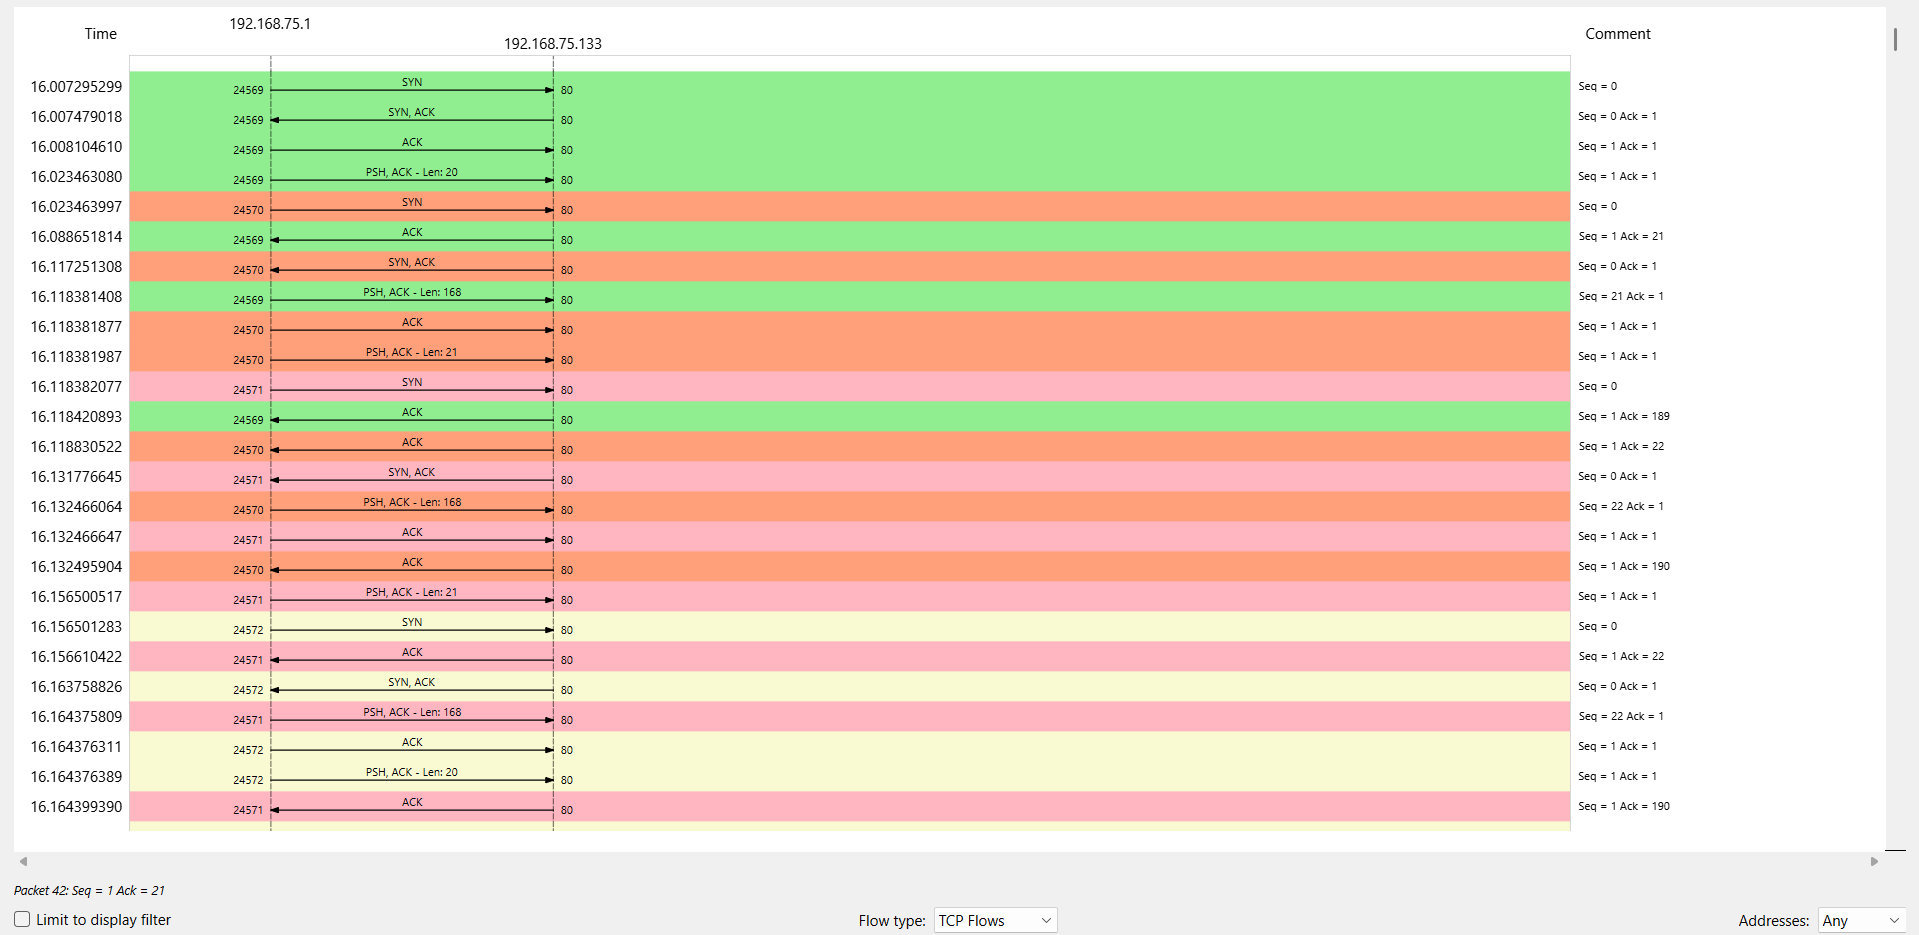 Time 192.168.75.1 192.168.75.133 Comment
16.007295299 24569 SYN 80 Seq = 0
16.007479018 24569 SYN, ACK 80 Seq = 0 Ack = 1
16.008104610 24569 ACK 80 Seq = 1 Ack = 1
16.023463080 24569 PSH, ACK - Len: 20 80 Seq = 1 Ack = 1
16.023463997 24570 SYN 80 Seq = 0
16.088651814 24569 ACK 80 Seq = 1 Ack = 21
16.117251308 24570 SYN, ACK 80 Seq = 0 Ack = 1
16.118381408 24569 PSH, ACK - Len: 168 80 Seq = 21 Ack = 1
16.118381877 24570 ACK 80 Seq = 1 Ack = 1
16.118381987 24570 PSH, ACK - Len: 21 80 Seq = 1 Ack = 1
16.118382077 24571 SYN 80 Seq = 0
16.118420893 24569 ACK 80 Seq = 1 Ack = 189
16.118830522 24570 ACK 80 Seq = 1 Ack = 22
16.131776645 24571 SYN, ACK 80 Seq = 0 Ack = 1
16.132466064 24570 PSH, ACK - Len: 168 80 Seq = 22 Ack = 1
16.132466647 24571 ACK 80 Seq = 1 Ack = 1
16.132495904 24570 ACK 80 Seq = 1 Ack = 190
16.156500517 24571 PSH, ACK - Len: 21 80 Seq = 1 Ack = 1
16.156501283 24572 SYN 80 Seq = 0
16.156610422 24571 ACK 80 Seq = 1 Ack = 22
16.163758826 24572 SYN, ACK 80 Seq = 0 Ack = 1
16.164375809 24571 PSH, ACK - Len: 168 80 Seq = 22 Ack = 1
16.164376311 24572 ACK 80 Seq = 1 Ack = 1
16.164376389 24572 PSH, ACK - Len: 20 80 Seq = 1 Ack = 1
16.164399390 24571 ACK 80 Seq = 1 Ack = 190
Packet 42: Seq = 1 Ack = 21
Limit to display filter Flow type: TCP Flows Addresses: Any